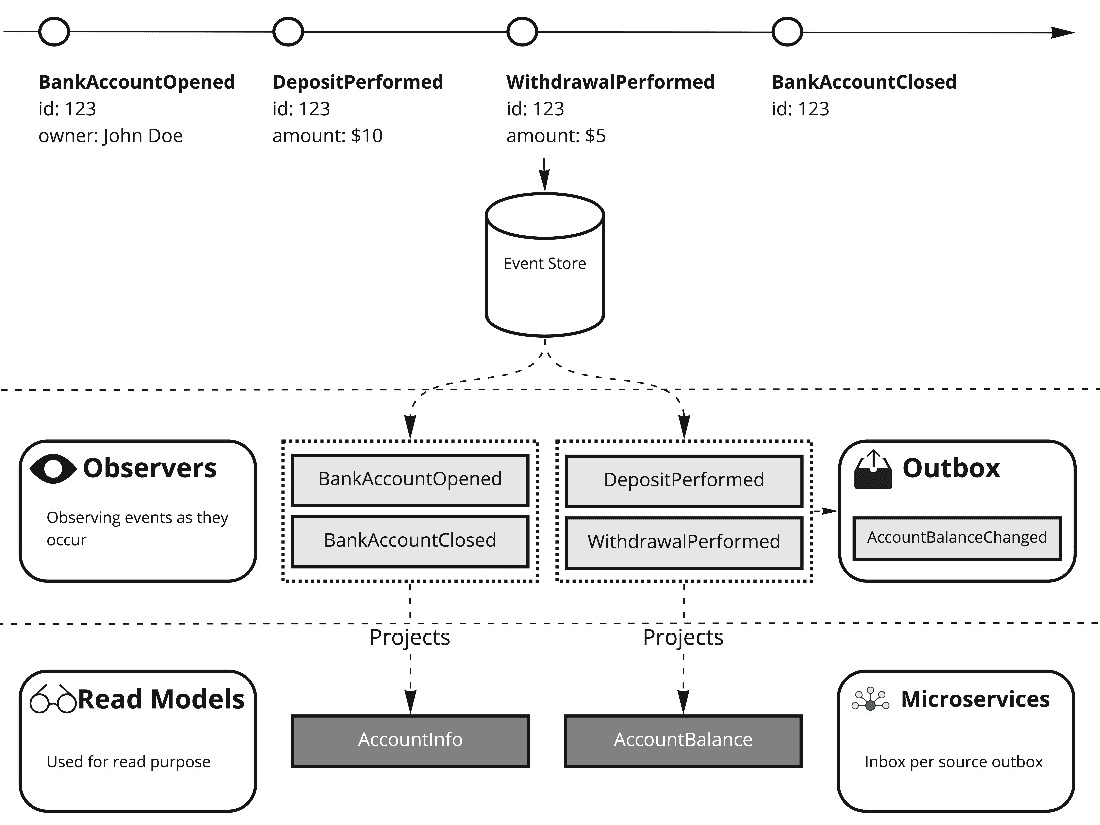 BankAccountOpened
id: 123
owner: John Doe
DepositPerformed
id: 123
amount: $10
WithdrawalPerformed
id: 123
amount: $5
BankAccountClosed
id: 123
Event Store
Observers
Observing events as they
occur
BankAccountOpened
BankAccountClosed
DepositPerformed
WithdrawalPerformed
Outbox
AccountBalanceChanged
Projects
Projects
Read Models
Used for read purpose
AccountInfo
AccountBalance
Microservices
Inbox per source outbox